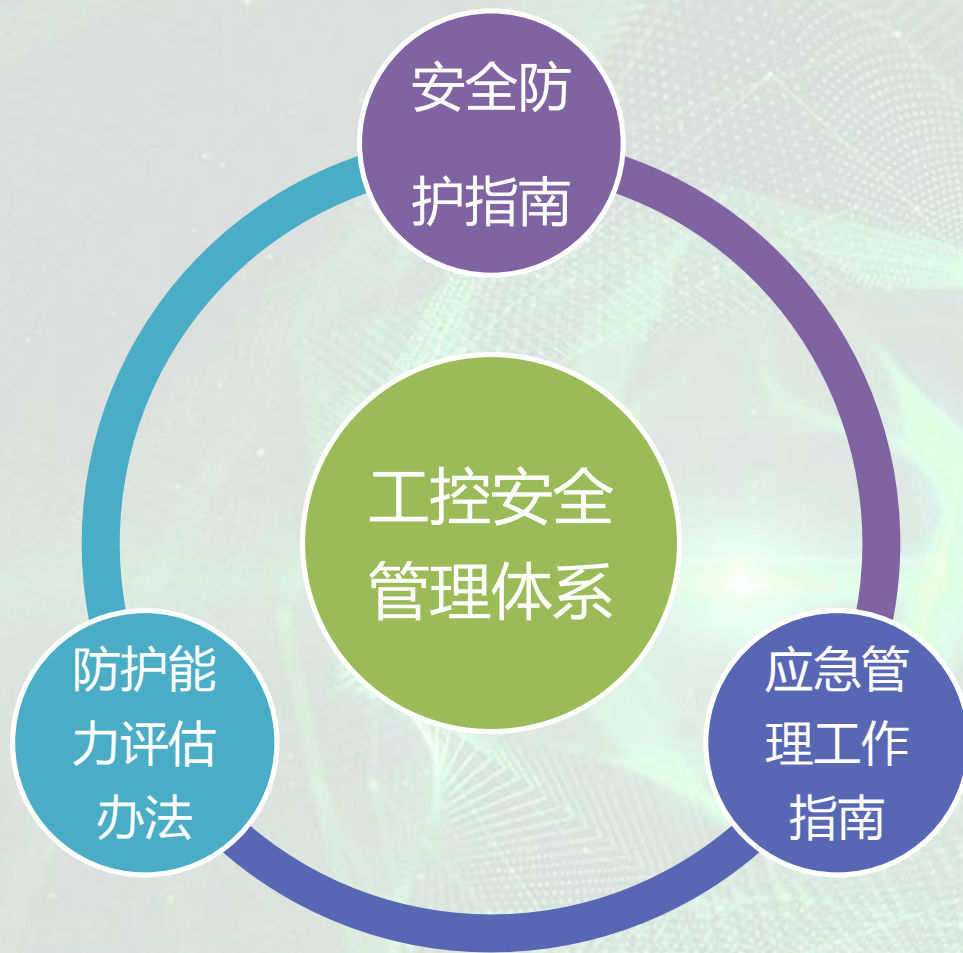 安全防
护指南
工控安全
管理体系
防护能
力评估
办法
应急管
理工作
指南